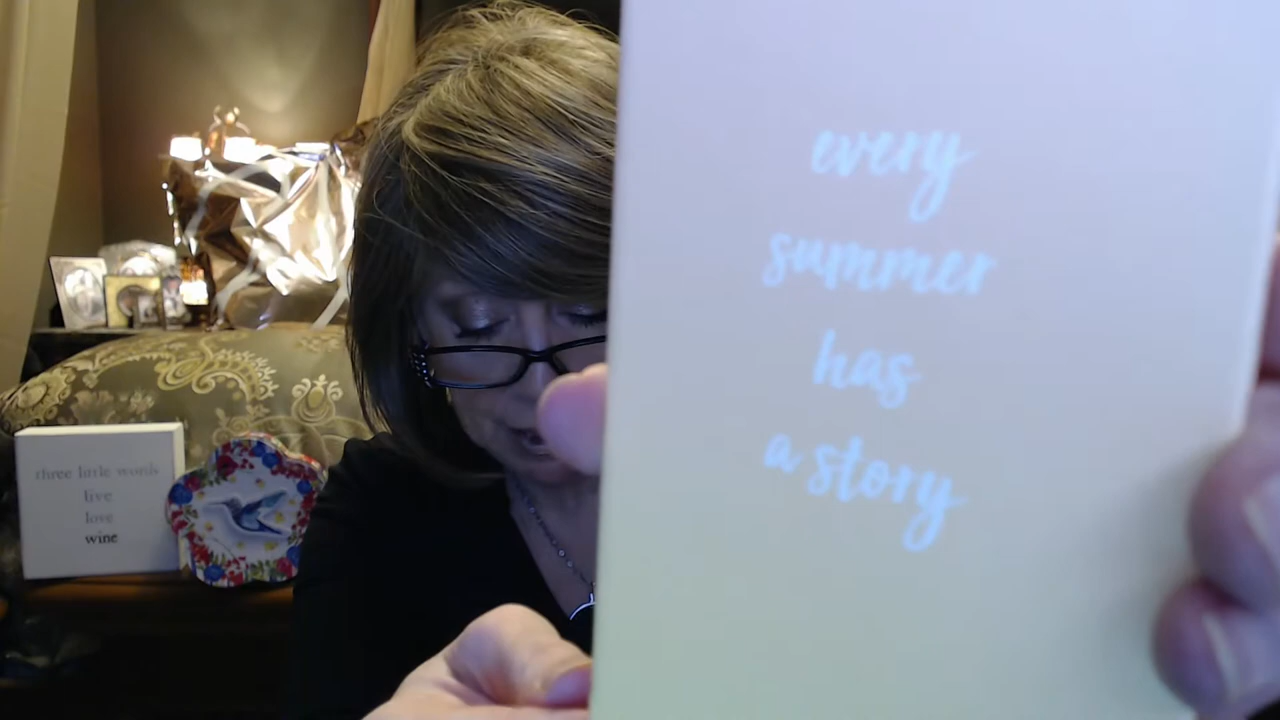 every
summer
has
a story
three little words
live
love
wine